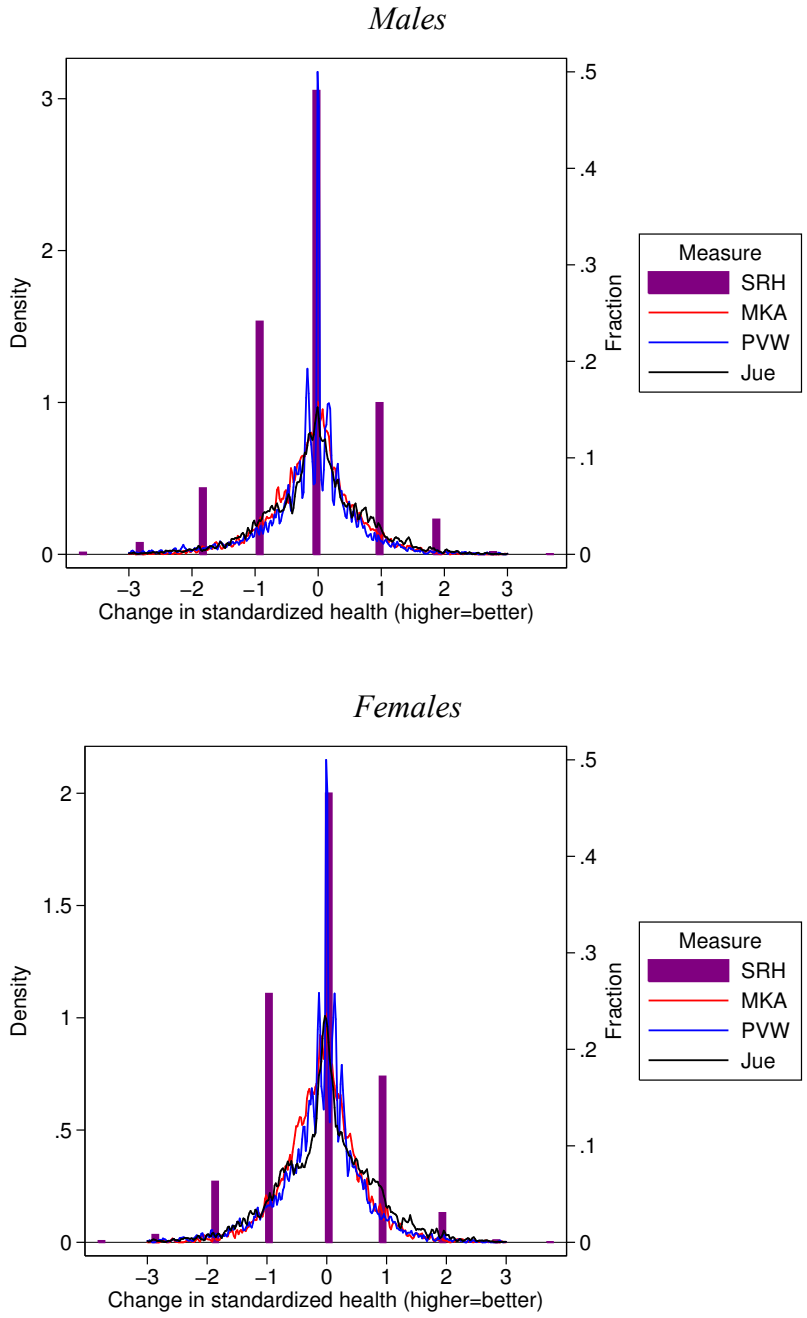 Males
Density
0
1
2
3
Fraction
0
.1
.2
.3
.4
.5
−3 −2 −1 0 1 2 3
Change in standardized health (higher=better)
Measure
SRH
MKA
PVW
Jue
Females
Density
0
.5
1
1.5
2
Fraction
0
.1
.2
.3
.4
.5
−3 −2 −1 0 1 2 3
Change in standardized health (higher=better)
Measure
SRH
MKA
PVW
Jue